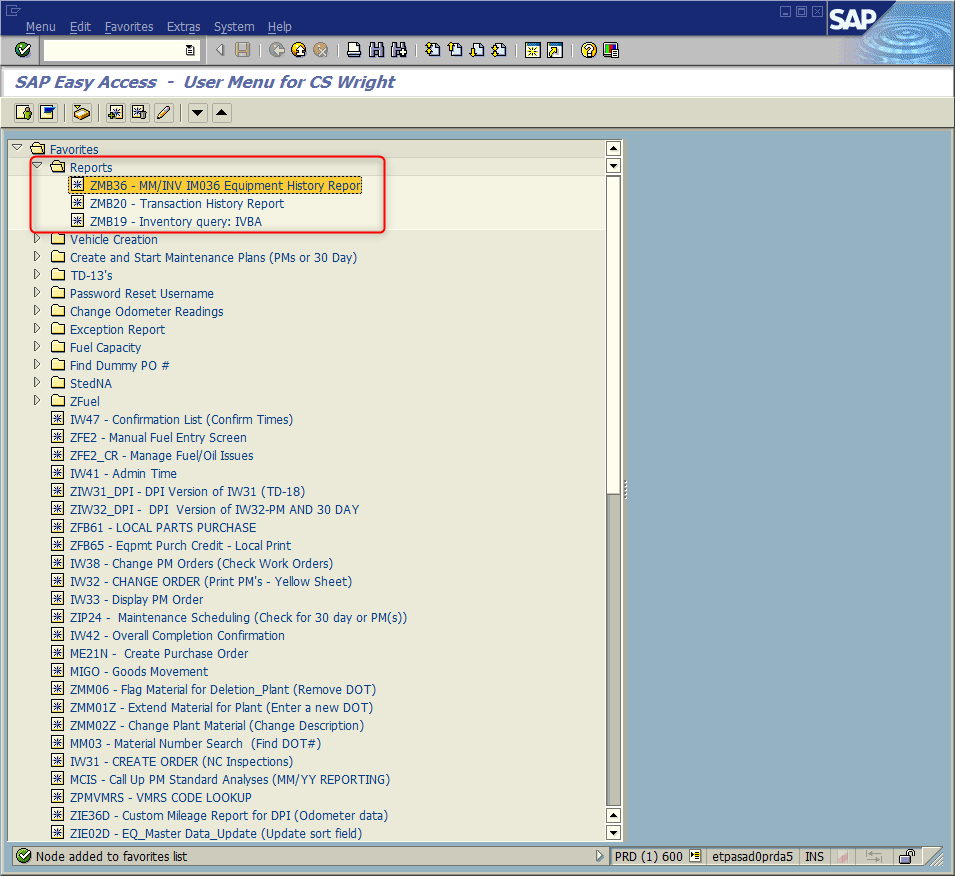 Menu Edit Favorites Extras System Help
SAP
SAP Easy Access - User Menu for CS Wright
Favorites
Reports
ZMB36 - MM/INV IM036 Equipment History Repor
ZMB20 - Transaction History Report
ZMB19 - Inventory query: IVBA
Vehicle Creation
Create and Start Maintenance Plans (PMs or 30 Day)
TD-13's
Password Reset Username
Change Odometer Readings
Exception Report
Fuel Capacity
Find Dummy PO #
StedNA
ZFuel
IW47 - Confirmation List (Confirm Times)
ZFE2 - Manual Fuel Entry Screen
ZFE2_CR - Manage Fuel/Oil Issues
IW41 - Admin Time
ZIW31_DPI - DPI Version of IW31 (TD-18)
ZIW32_DPI - DPI Version of IW32-PM AND 30 DAY
ZFB61 - LOCAL PARTS PURCHASE
ZFB65 - Eqpmt Purch Credit - Local Print
IW38 - Change PM Orders (Check Work Orders)
IW32 - CHANGE ORDER (Print PM's - Yellow Sheet)
IW33 - Display PM Order
ZIP24 - Maintenance Scheduling (Check for 30 day or PM(s))
IW42 - Overall Completion Confirmation
ME21N - Create Purchase Order
MIGO - Goods Movement
ZMM06 - Flag Material for Deletion_Plant (Remove DOT)
ZMM01Z - Extend Material for Plant (Enter a new DOT)
ZMM02Z - Change Plant Material (Change Description)
MM03 - Material Number Search (Find DOT#)
IW31 - CREATE ORDER (NC Inspections)
MCIS - Call Up PM Standard Analyses (MM/YY REPORTING)
ZPMVMRS - VMRS CODE LOOKUP
ZIE36D - Custom Mileage Report for DPI (Odometer data)
ZIE02D - EQ_Master Data_Update (Update sort field)
Node added to favorites list PRD (1) 600 etpasad0prda5 INS